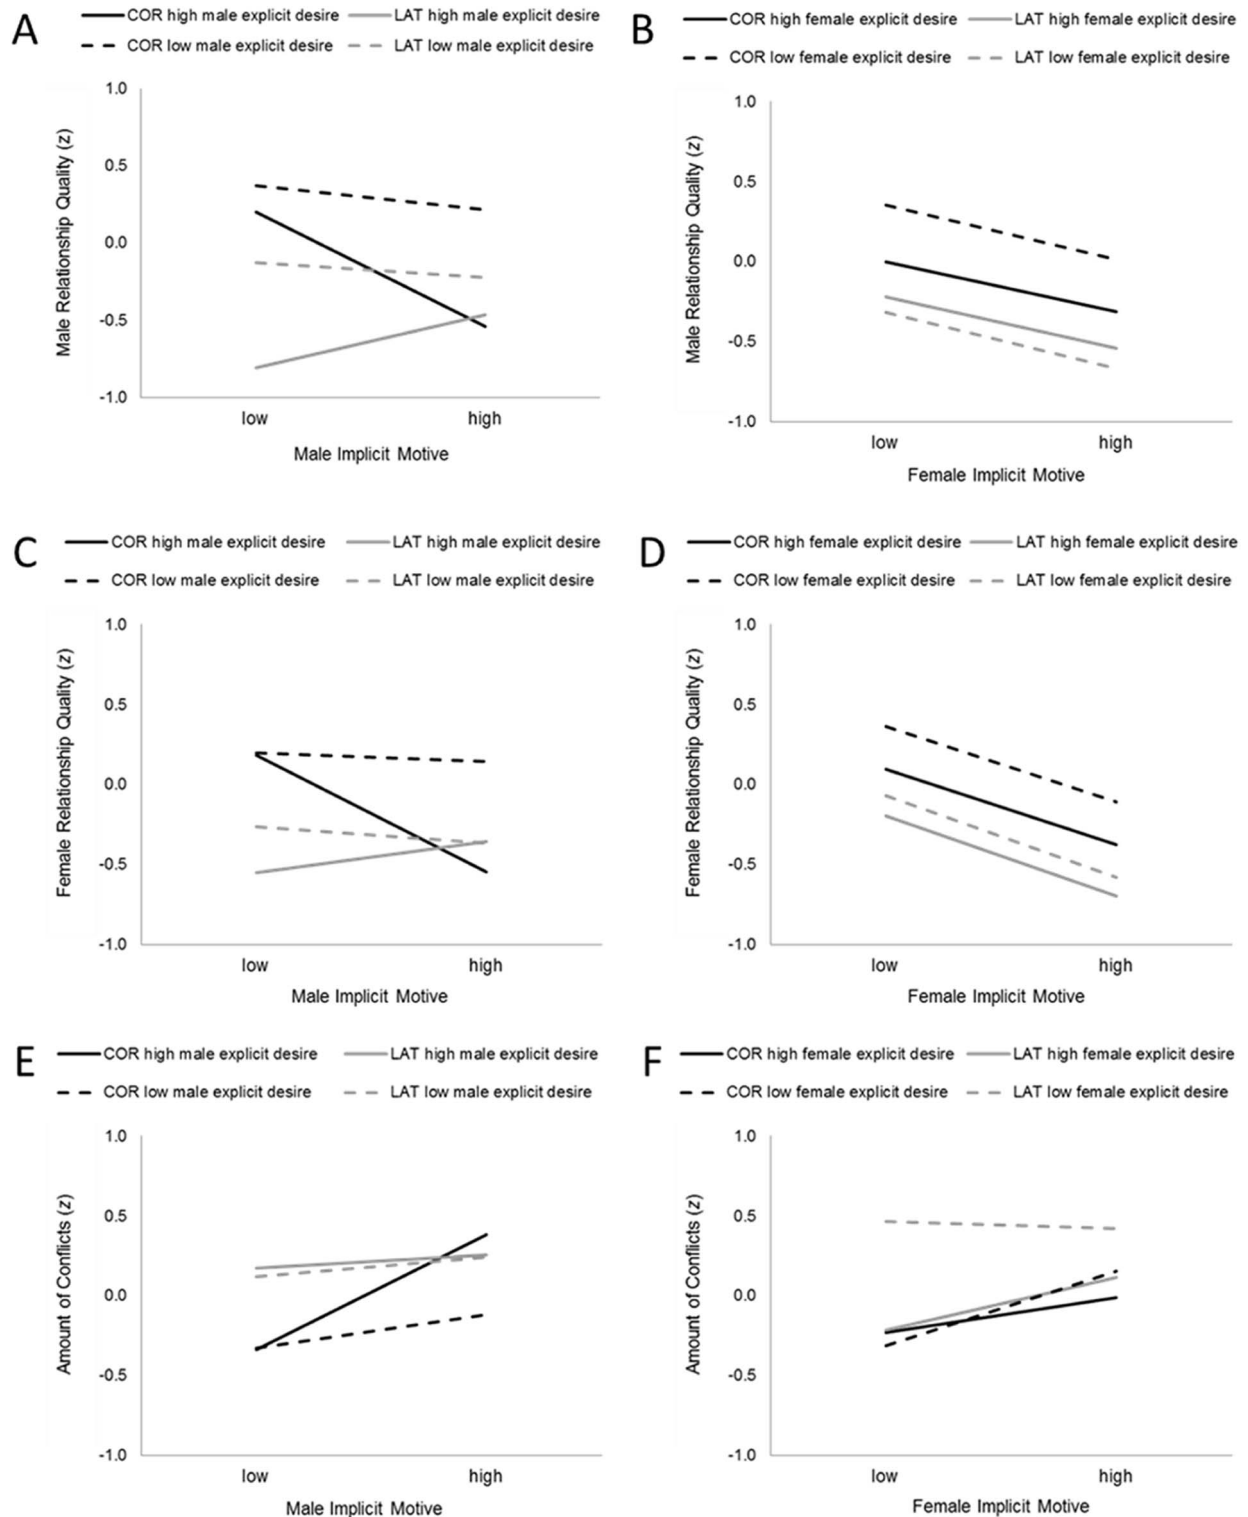 A
COR high male explicit desire LAT high male explicit desire
COR low male explicit desire LAT low male explicit desire
1.0
0.5
0.0
-0.5
-1.0
Male Relationship Quality (z)
low high
Male Implicit Motive
B
COR high female explicit desire LAT high female explicit desire
COR low female explicit desire LAT low female explicit desire
1.0
0.5
0.0
-0.5
-1.0
Male Relationship Quality (z)
low high
Female Implicit Motive
C
COR high male explicit desire LAT high male explicit desire
COR low male explicit desire LAT low male explicit desire
1.0
0.5
0.0
-0.5
-1.0
Female Relationship Quality (z)
low high
Male Implicit Motive
D
COR high female explicit desire LAT high female explicit desire
COR low female explicit desire LAT low female explicit desire
1.0
0.5
0.0
-0.5
-1.0
Female Relationship Quality (z)
low high
Female Implicit Motive
E
COR high male explicit desire LAT high male explicit desire
COR low male explicit desire LAT low male explicit desire
1.0
0.5
0.0
-0.5
-1.0
Amount of Conflicts (z)
low high
Male Implicit Motive
F
COR high female explicit desire LAT high female explicit desire
COR low female explicit desire LAT low female explicit desire
1.0
0.5
0.0
-0.5
-1.0
Amount of Conflicts (z)
low high
Female Implicit Motive